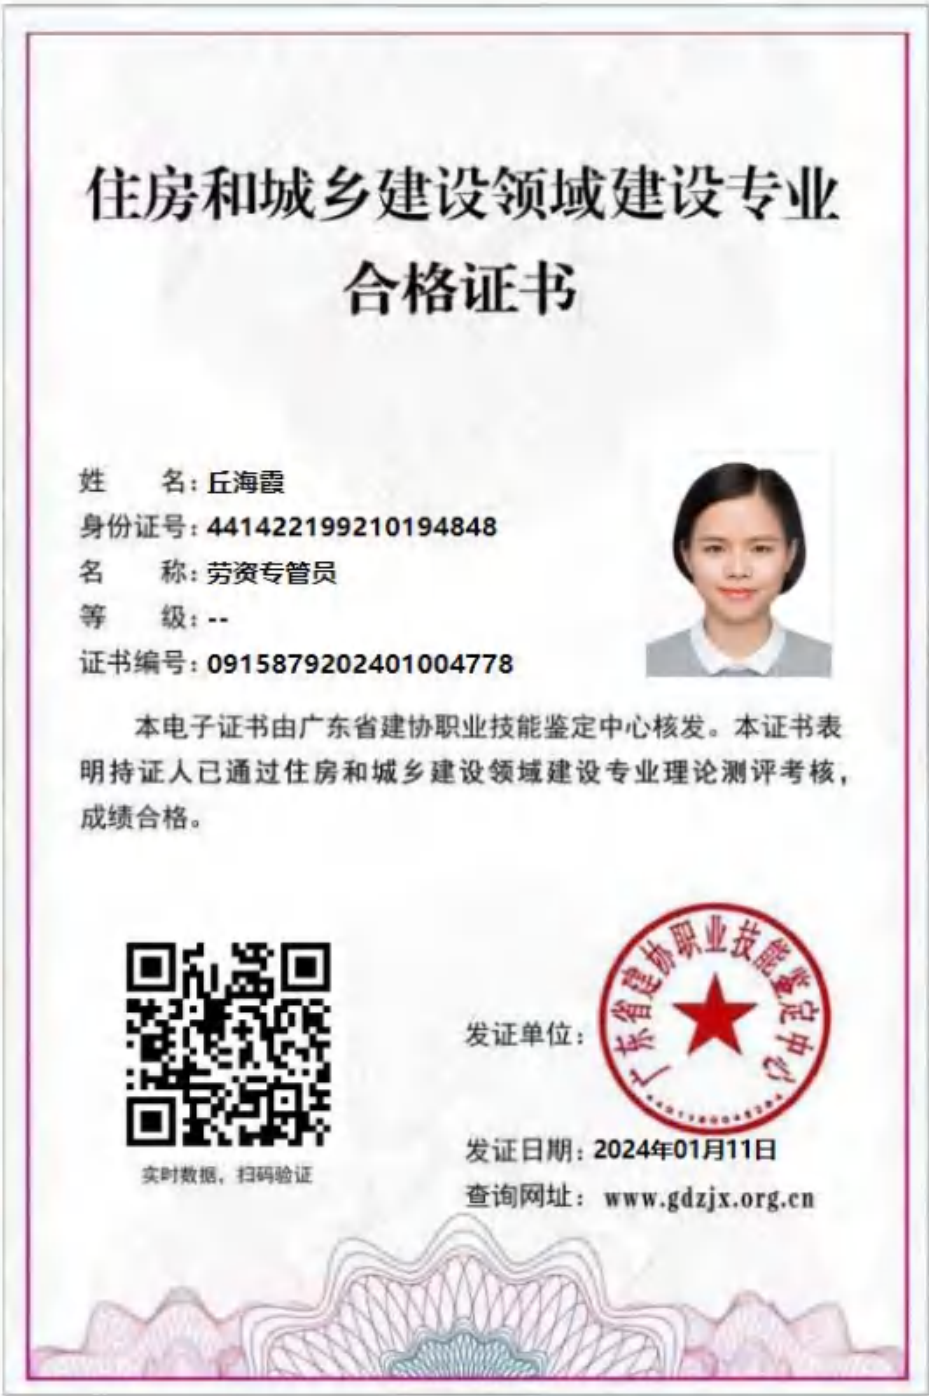 住房和城乡建设领域建设专业
合格证书
姓 名：丘海霞
身份证号：441422199210194848
名 称：劳资专管员
等 级：--
证书编号：0915879202401004778
本电子证书由广东省建协职业技能鉴定中心核发。本证书表
明持证人已通过住房和城乡建设领域建设专业理论测评考核，
成绩合格。
实时数据，扫码验证
广东省建协职业技能鉴定中心
发证单位：
发证日期：2024年01月11日
查询网址：www.gdzjx.org.cn